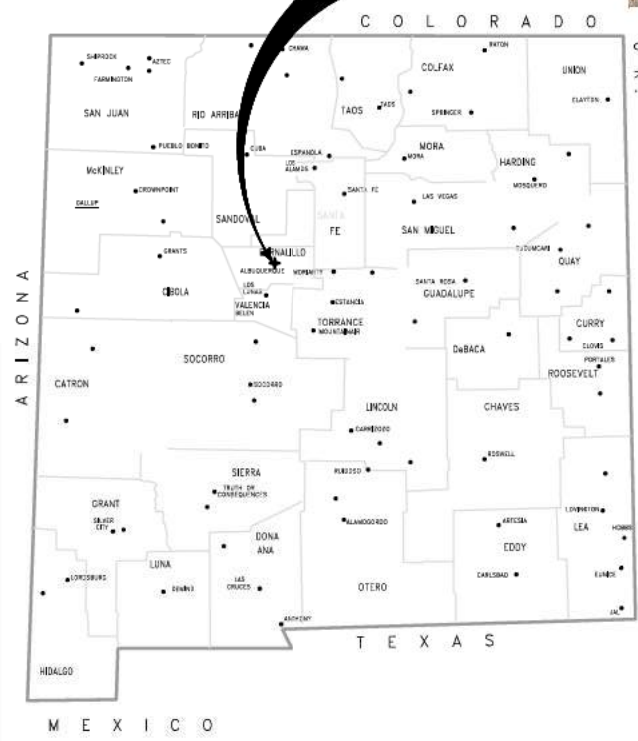 COLORADO
SHIPROCK
AZTEC
FARMINGTON
SAN JUAN
RIO ARRIBA
CHAMA
TAOS
TAOS
RATON
COLFAX
SPRINGER
UNION
CLAYTON
PUEBLO BONITO
CUBA
ESPANOLA
LOS
ALAMOS
MORA
MORA
HARDING
MOSQUERO
McKINLEY
CROWNPOINT
GALLUP
SANDOVAL
SANTA FE
SANTA
FE
LAS VEGAS
SAN MIGUEL
TUCUMCARI
QUAY
GRANTS
CIBOLA
ALBUQUERQUE
MORIARTY
LOS
LUNAS
VALENCIA
BELEN
ESTANCIA
TORRANCE
MOUNTAINAIR
SANTA ROSA
GUADALUPE
CURRY
CLOVIS
DeBACA
PORTALES
ROOSEVELT
ARIZONA
SOCORRO
SOCORRO
CATRON
LINCOLN
CARRIZOZO
CHAVES
ROSWELL
RUIDOSO
SIERRA
TRUTH OR
CONSEQUENCES
GRANT
SILVER
CITY
ALAMOGORDO
ARTESIA
EDDY
CARLSBAD
LOVINGTON
LEA
HOBBS
EUNICE
JAL
DONA
ANA
LAS
CRUCES
LUNA
DEMING
LORDSBURG
OTERO
ANTHONY
TEXAS
HIDALGO
MEXICO